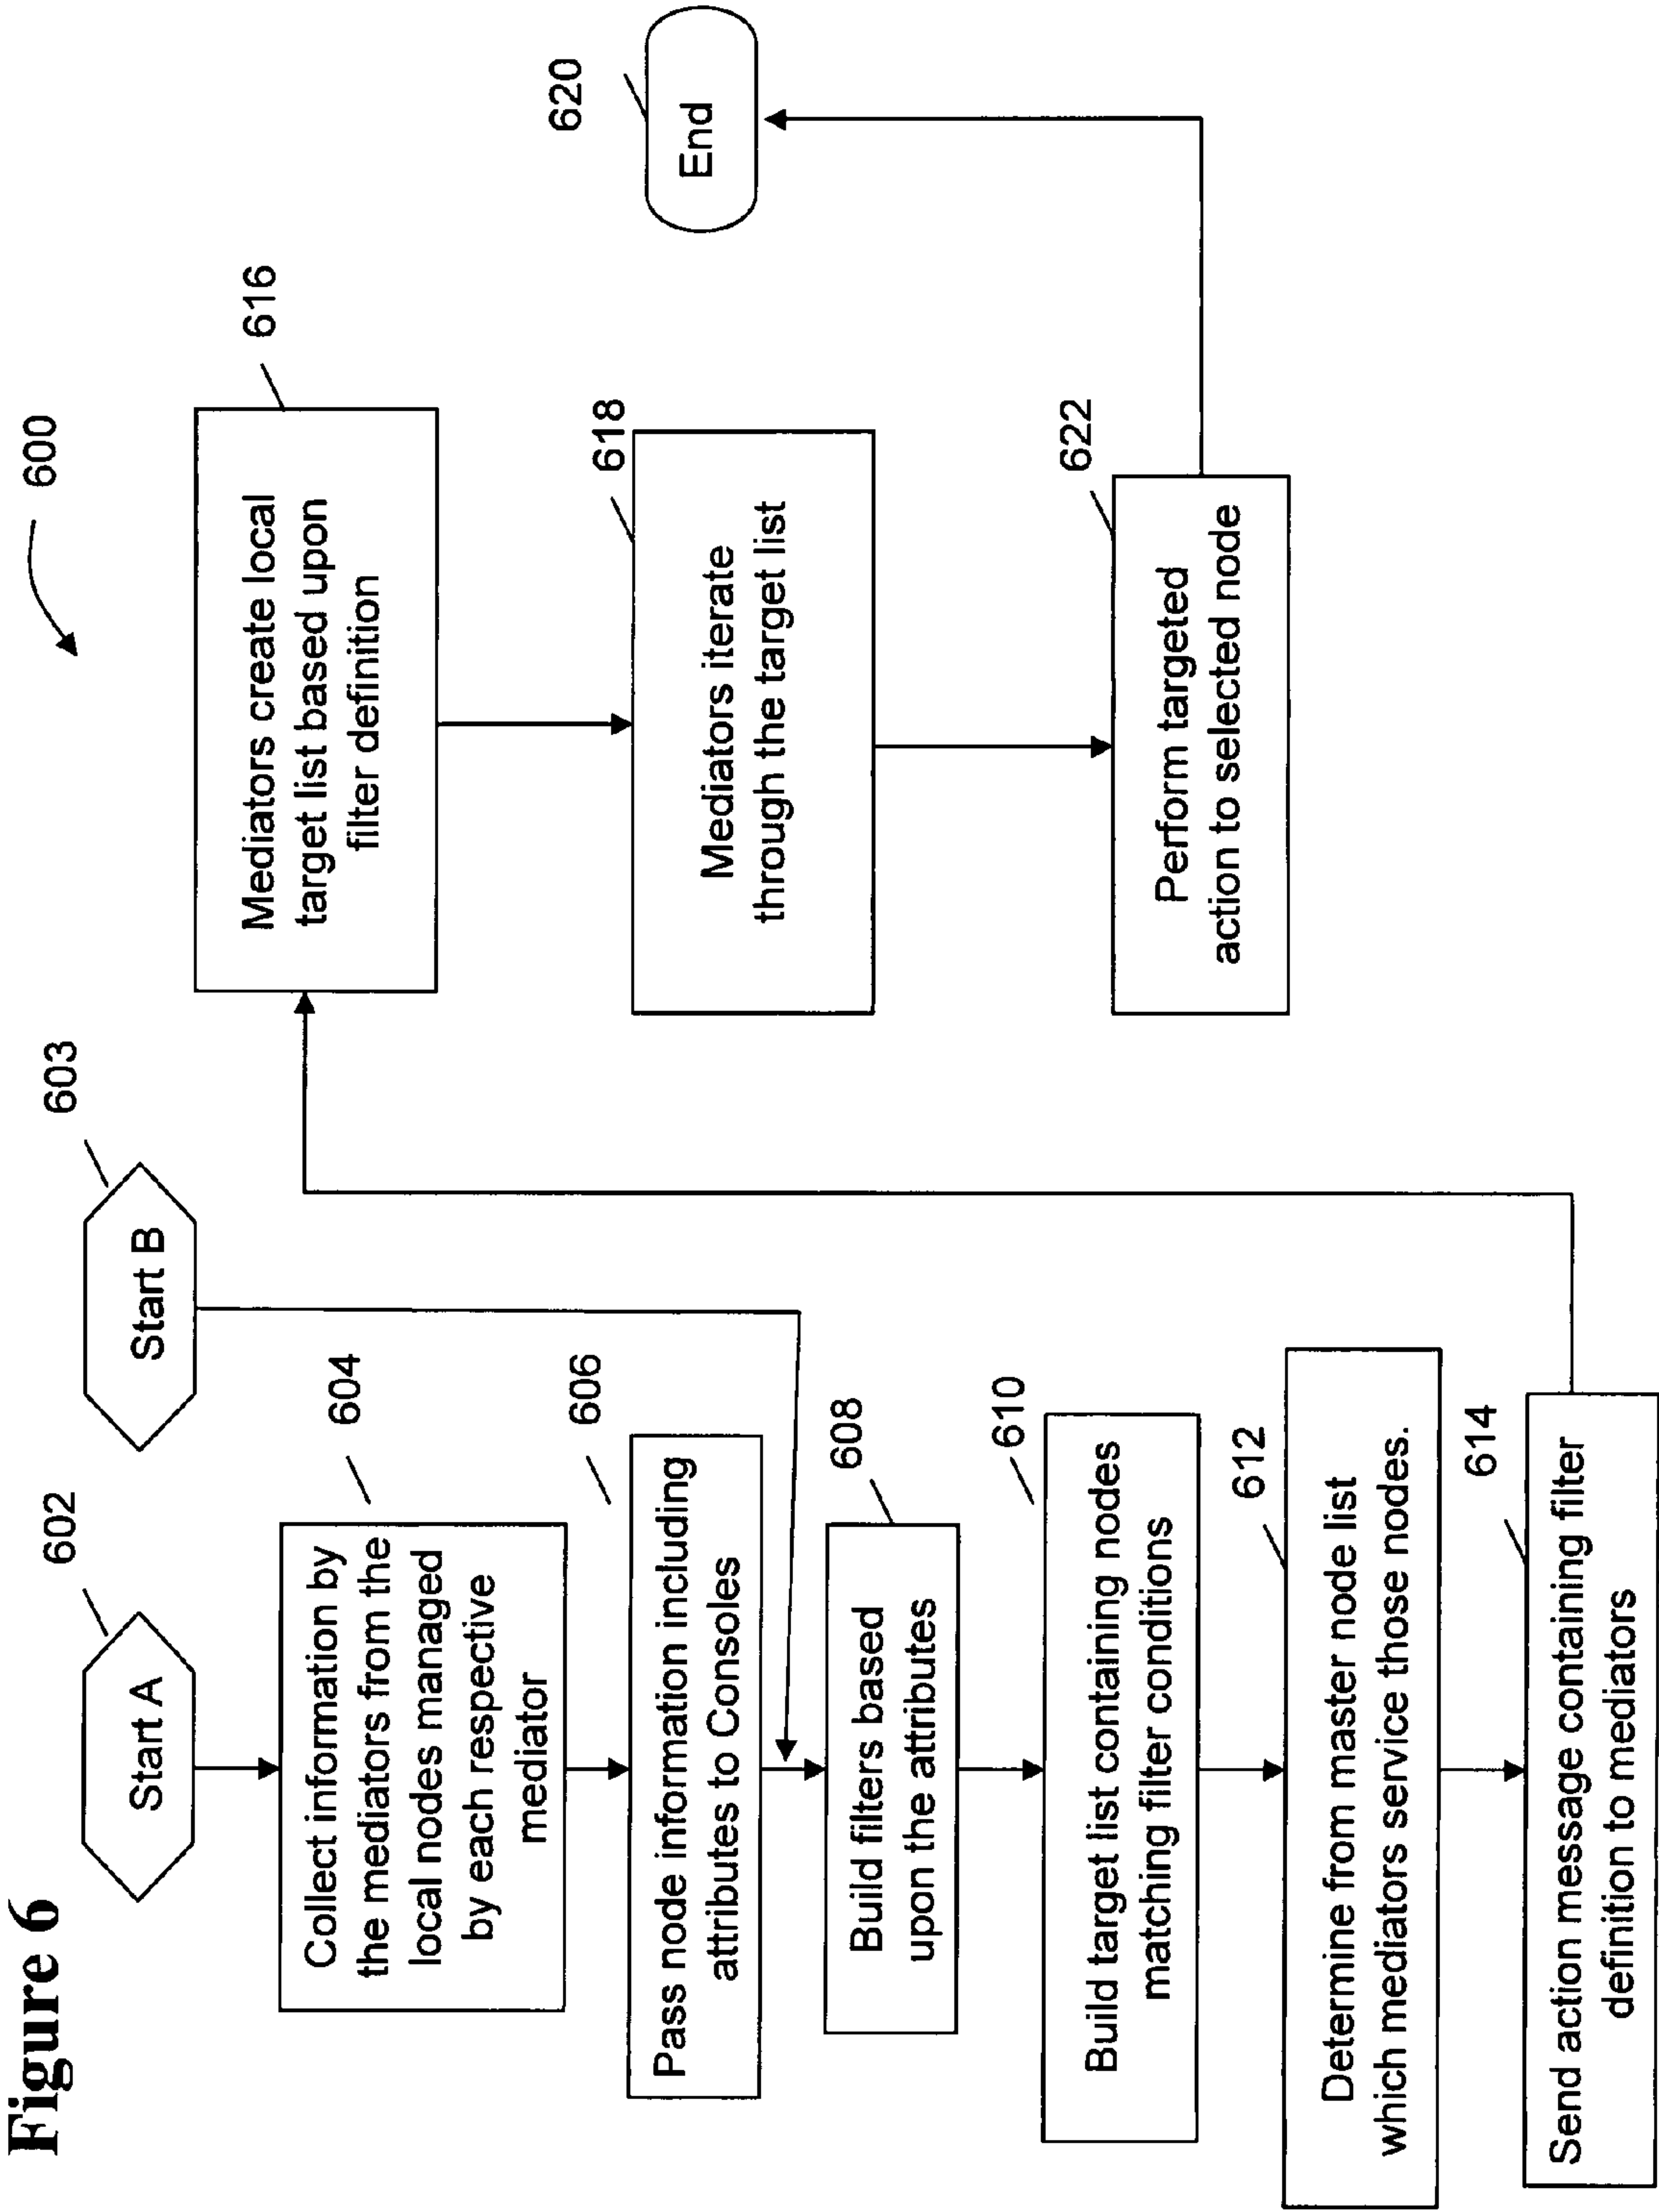 Figure 6
600
602
Start A
603
Start B
604
Collect information by
the mediators from the
local nodes managed
by each respective
mediator
606
Pass node information including
attributes to Consoles
608
Build filters based
upon the attributes
610
Build target list containing nodes
matching filter conditions
612
Determine from master node list
which mediators service those nodes.
614
Send action message containing filter
definition to mediators
616
Mediators create local
target list based upon
filter definition
618
Mediators iterate
through the target list
622
Perform targeted
action to selected node
620
End